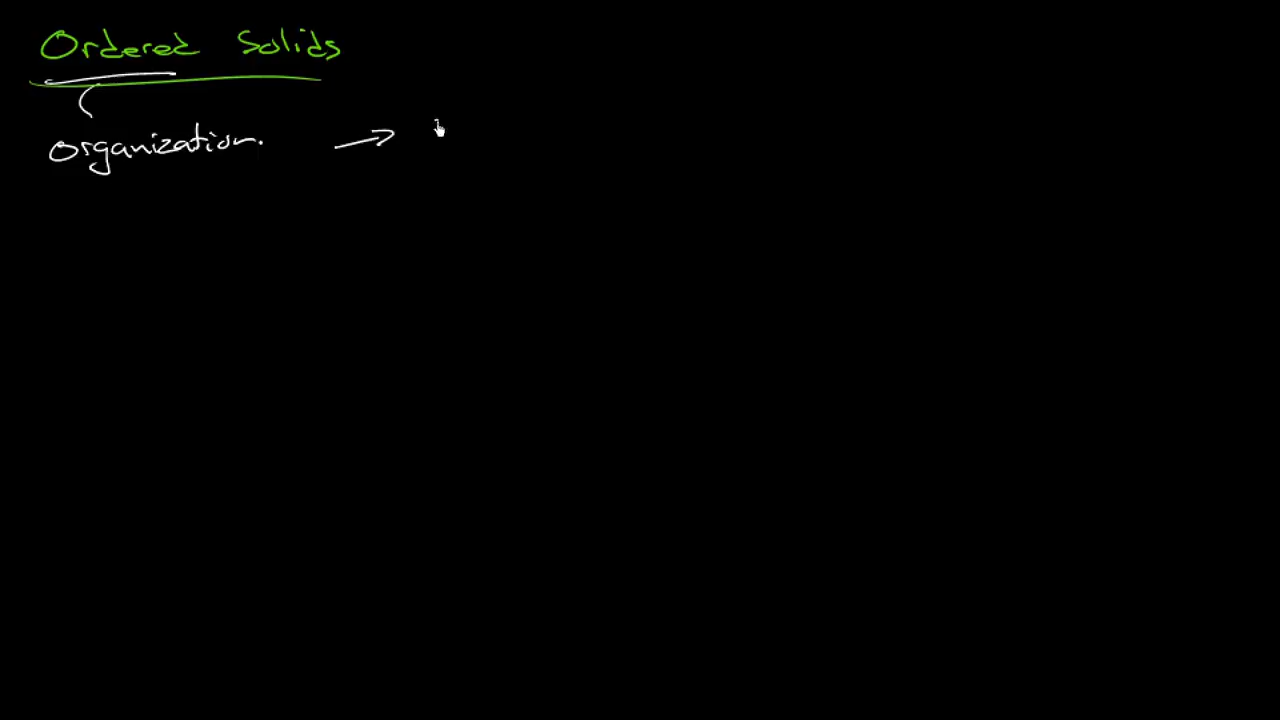 Ordered Solids
Organization. →